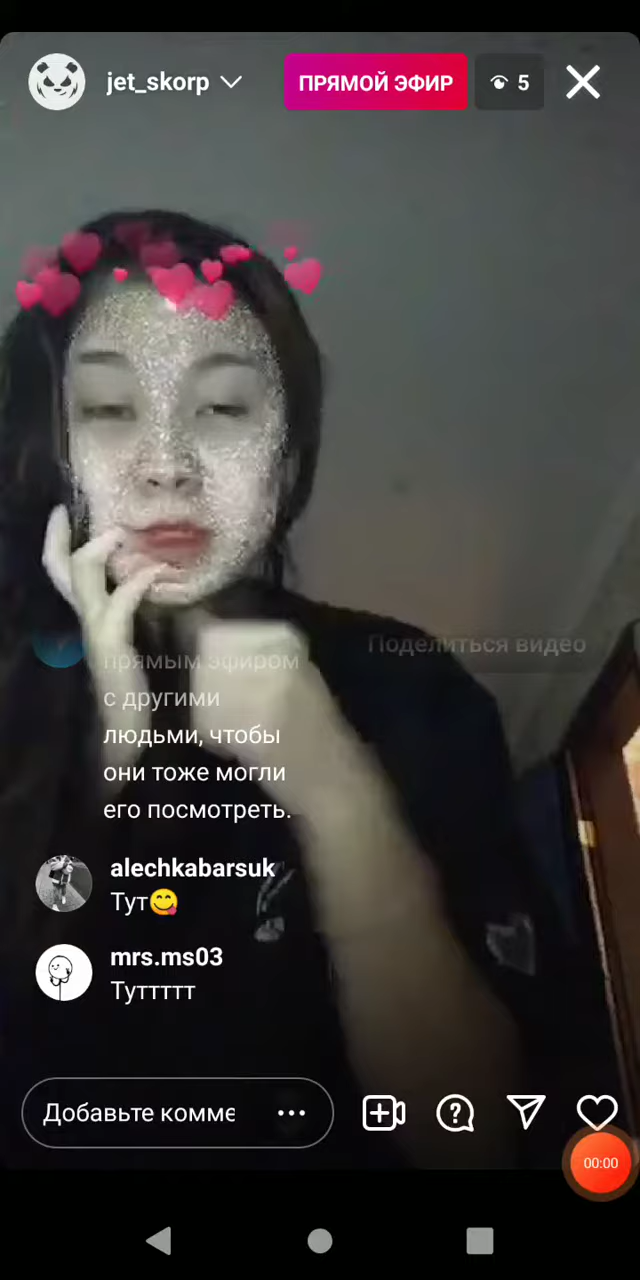 jet_skorp
ПРЯМОЙ ЭФИР
5
прямым эфиром
Поделиться видео
с другими
людьми, чтобы
они тоже могли
его посмотреть.
alechkabarsuk
Тут😋
mrs.ms03
Туттттт
Добавьте комме
00:00